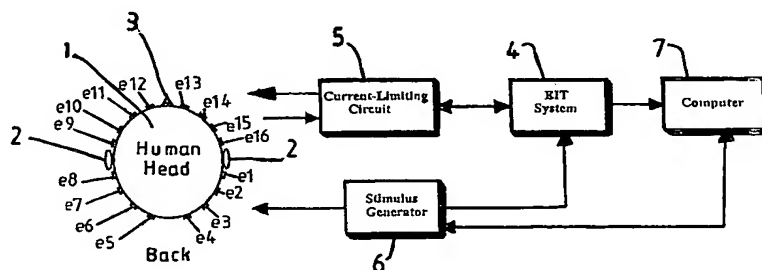 3
1
5
4
7
e12
e13
e11
e14
e10
e15
e9
e16
2
2
Human
Head
e8
e1
e7
e2
e6
e3
e5
e4
Back
Current-Limiting
Circuit
EIT
System
Computer
Stimulus
Generator
6